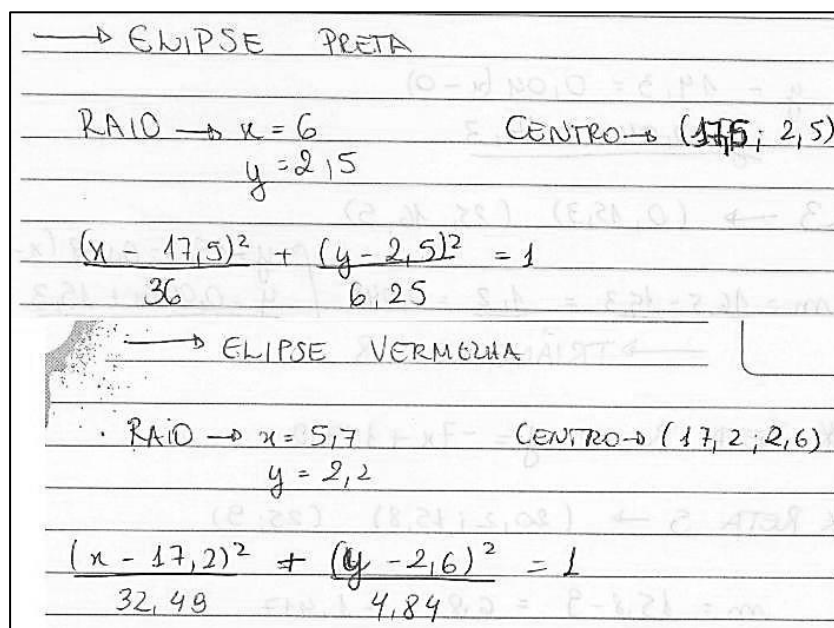 → ELIPSE PRETA
RAIO → x = 6 CENTRO → (17,5; 2,5)
y = 2,5
(x - 17,5)² + (y - 2,5)² = 1
36 6,25
→ ELIPSE VERMELHA
RAIO → x = 5,7 CENTRO → (17,2; 2,6)
y = 2,2
(x - 17,2)² + (y - 2,6)² = 1
32,49 4,84